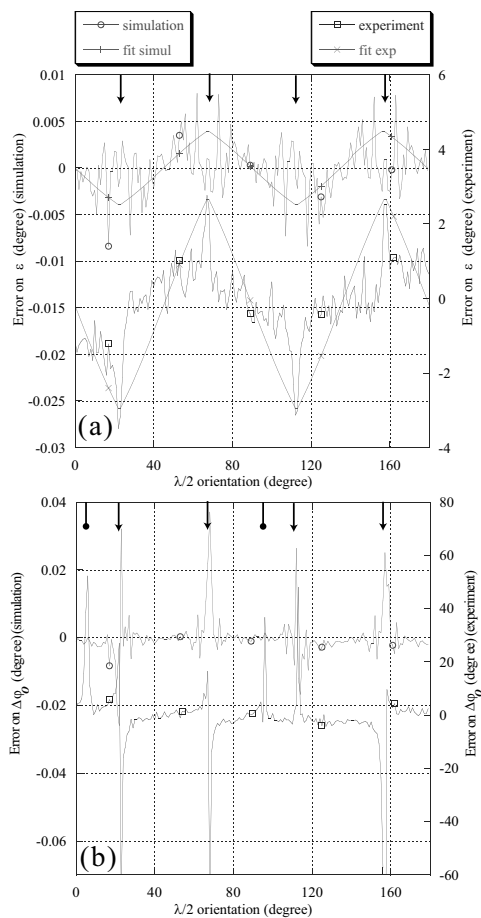 simulation
fit simul
experiment
fit exp
0.01
0.005
0
-0.005
-0.01
-0.015
-0.02
-0.025
-0.03
Error on ε (degree) (simulation)
6
4
2
0
-2
-4
Error on ε (degree) (experiment)
(a)
0 40 80 120 160
λ/2 orientation (degree)
0.04
0.02
0
-0.02
-0.04
-0.06
Error on Δφo (degree)(simulation)
80
60
40
20
0
-20
-40
-60
Error on Δφo (degree)(experiment)
(b)
0 40 80 120 160
λ/2 orientation (degree)